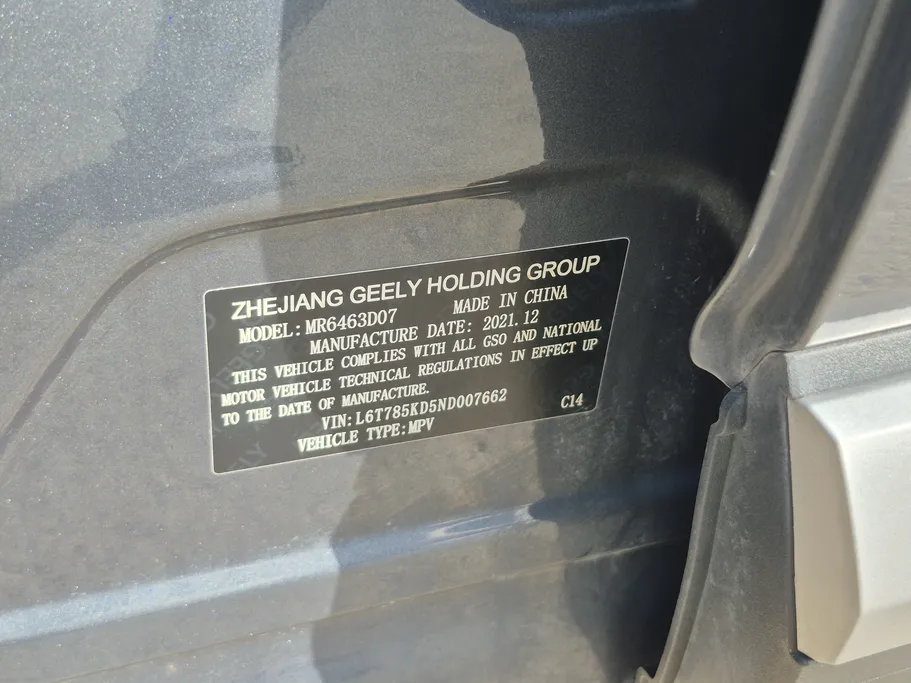 ZHEJIANG GEELY HOLDING GROUP
MODEL: MR6463D07 MADE IN CHINA
MANUFACTURE DATE: 2021.12
THIS VEHICLE COMPLIES WITH ALL GSO AND NATIONAL
MOTOR VEHICLE TECHNICAL REGULATIONS IN EFFECT UP
TO THE DATE OF MANUFACTURE.
VIN: L6T785KD5ND007662 C14
VEHICLE TYPE: MPV